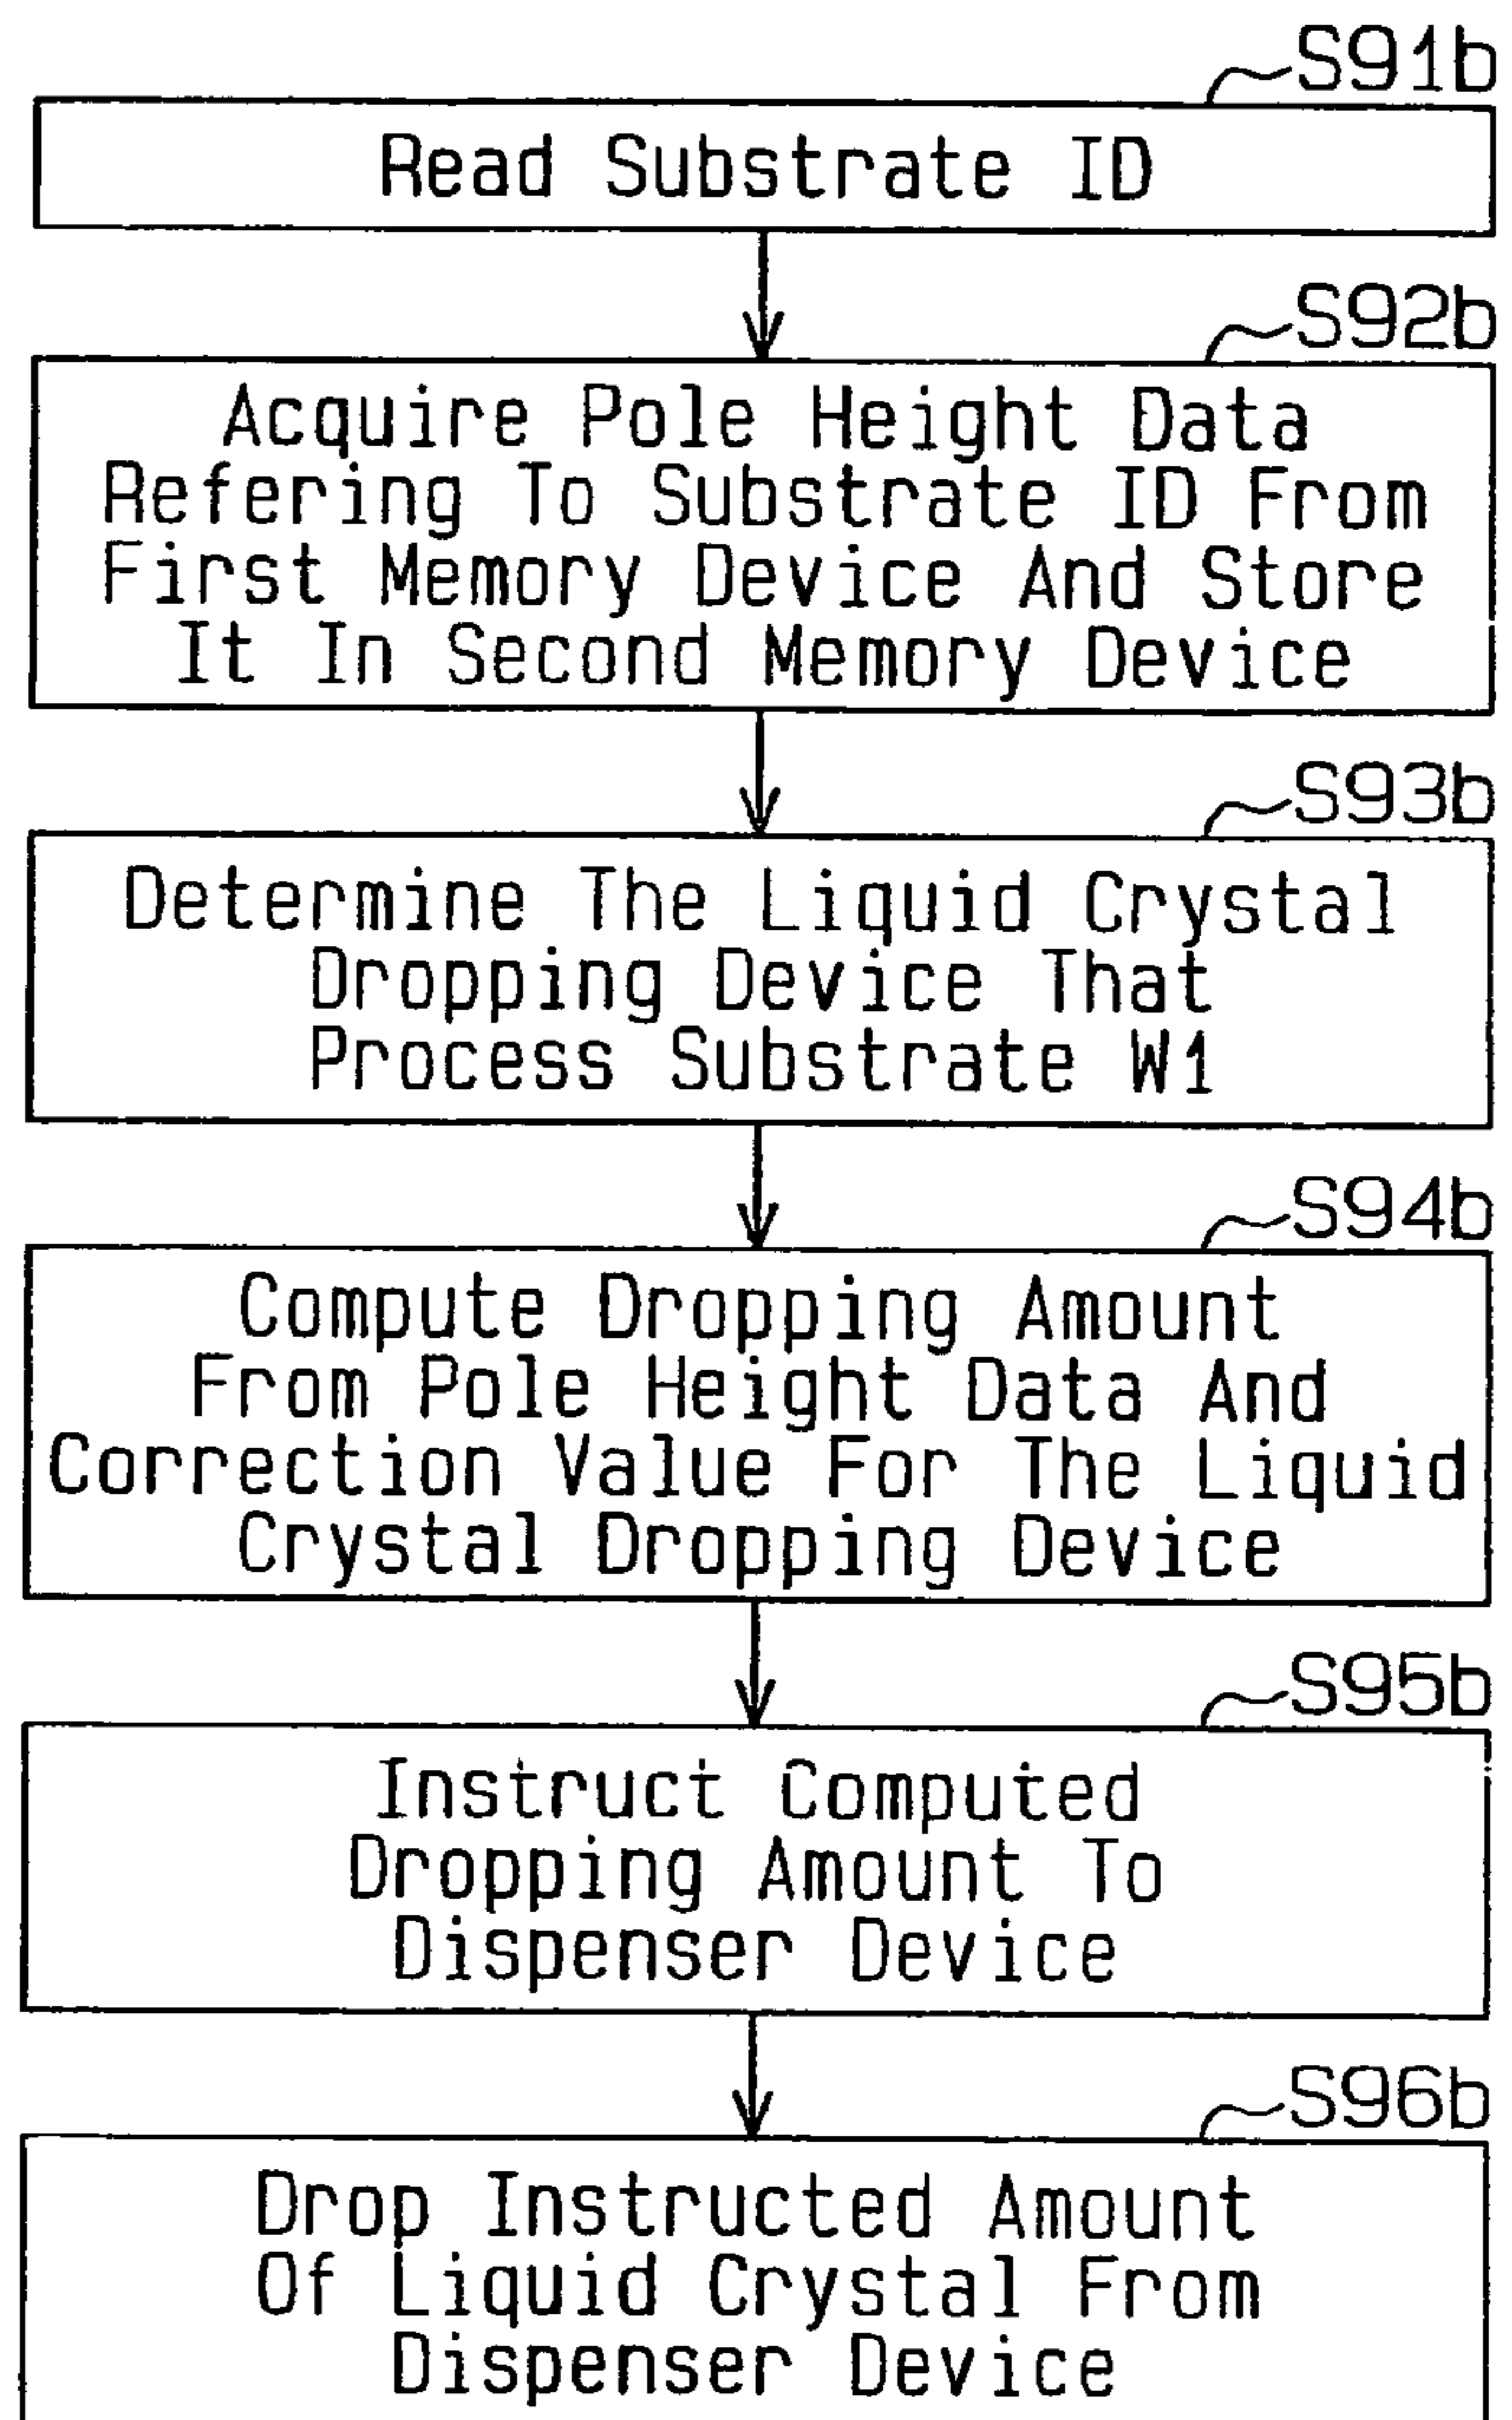 S91b
Read Substrate ID
S92b
Acquire Pole Height Data
Refering To Substrate ID From
First Memory Device And Store
It In Second Memory Device
S93b
Determine The Liquid Crystal
Dropping Device That
Process Substrate W1
S94b
Compute Dropping Amount
From Pole Height Data And
Correction Value For The Liquid
Crystal Dropping Device
S95b
Instruct Computed
Dropping Amount To
Dispenser Device
S96b
Drop Instructed Amount
Of Liquid Crystal From
Dispenser Device